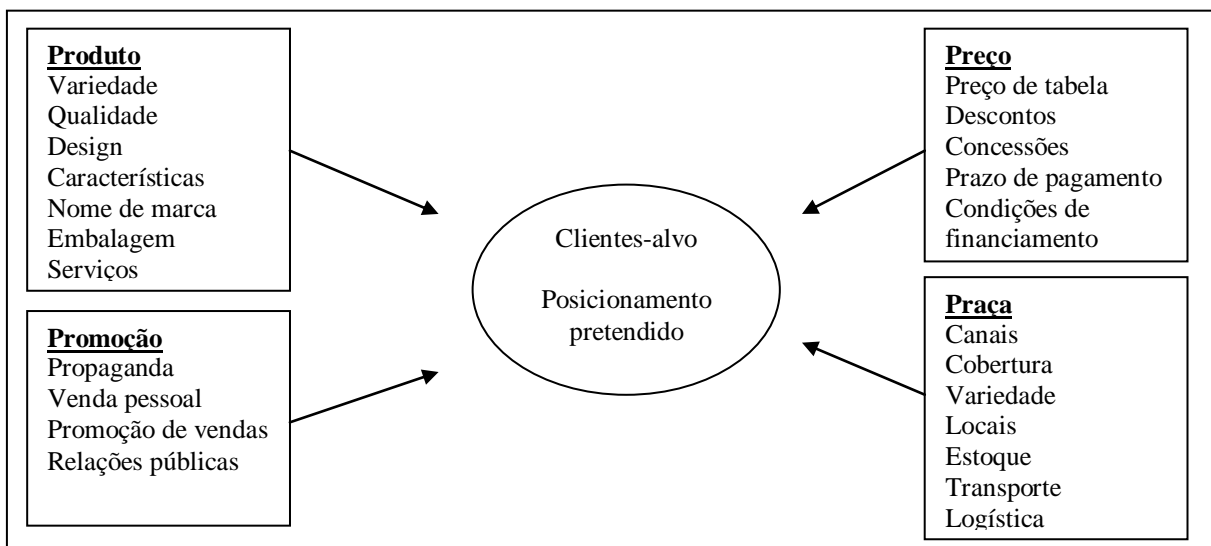 Produto
Variedade
Qualidade
Design
Características
Nome de marca
Embalagem
Serviços
Promoção
Propaganda
Venda pessoal
Promoção de vendas
Relações públicas
Clientes-alvo
Posicionamento
pretendido
Preço
Preço de tabela
Descontos
Concessões
Prazo de pagamento
Condições de
financiamento
Praça
Canais
Cobertura
Variedade
Locais
Estoque
Transporte
Logística